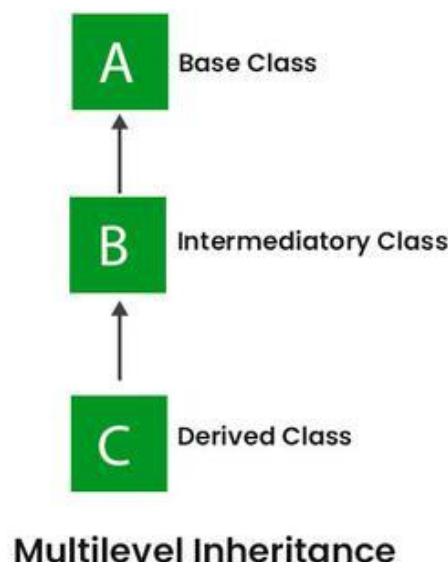 A Base Class
B Intermediatory Class
C Derived Class
Multilevel Inheritance